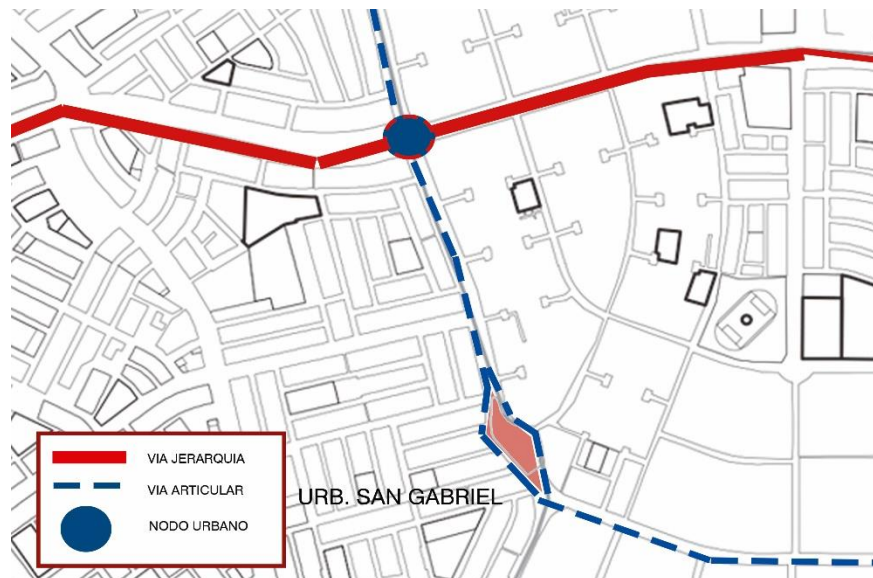 URB. SAN GABRIEL
VIA JERARQUIA
VIA ARTICULAR
NODO URBANO